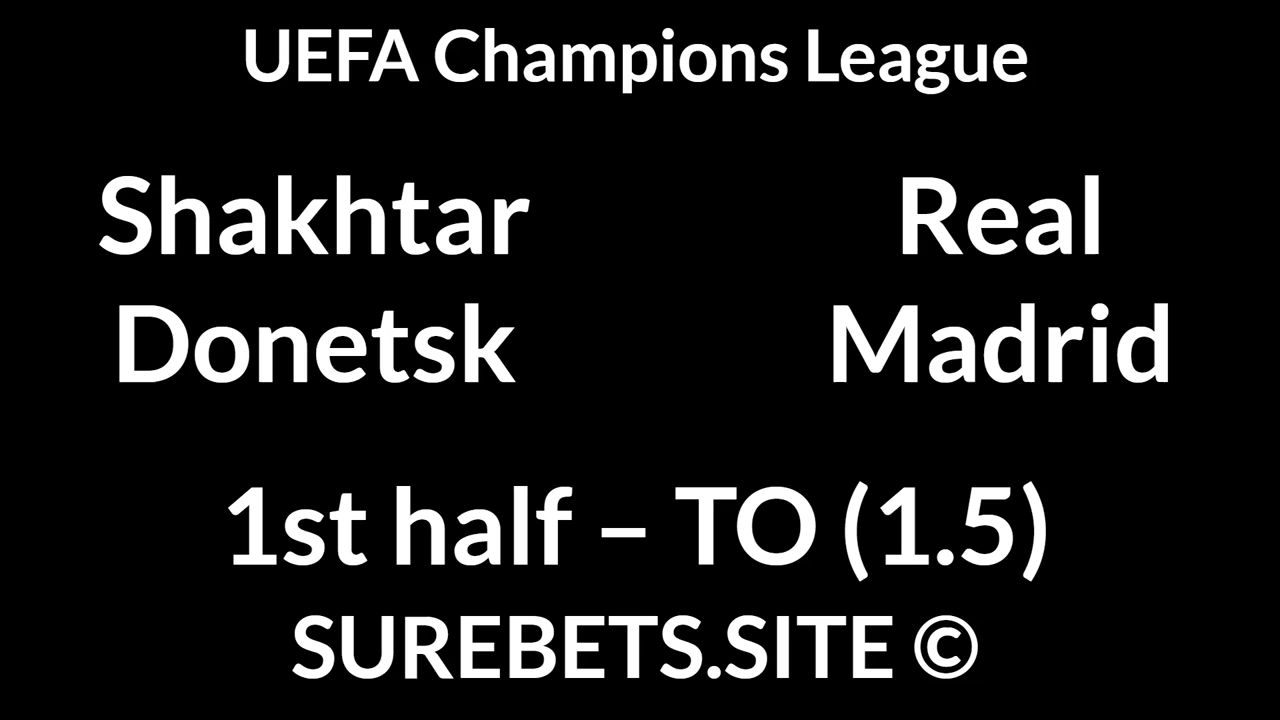 UEFA Champions League
Shakhtar Donetsk
Real Madrid
1st half – TO (1.5)
SUREBETS.SITE ©